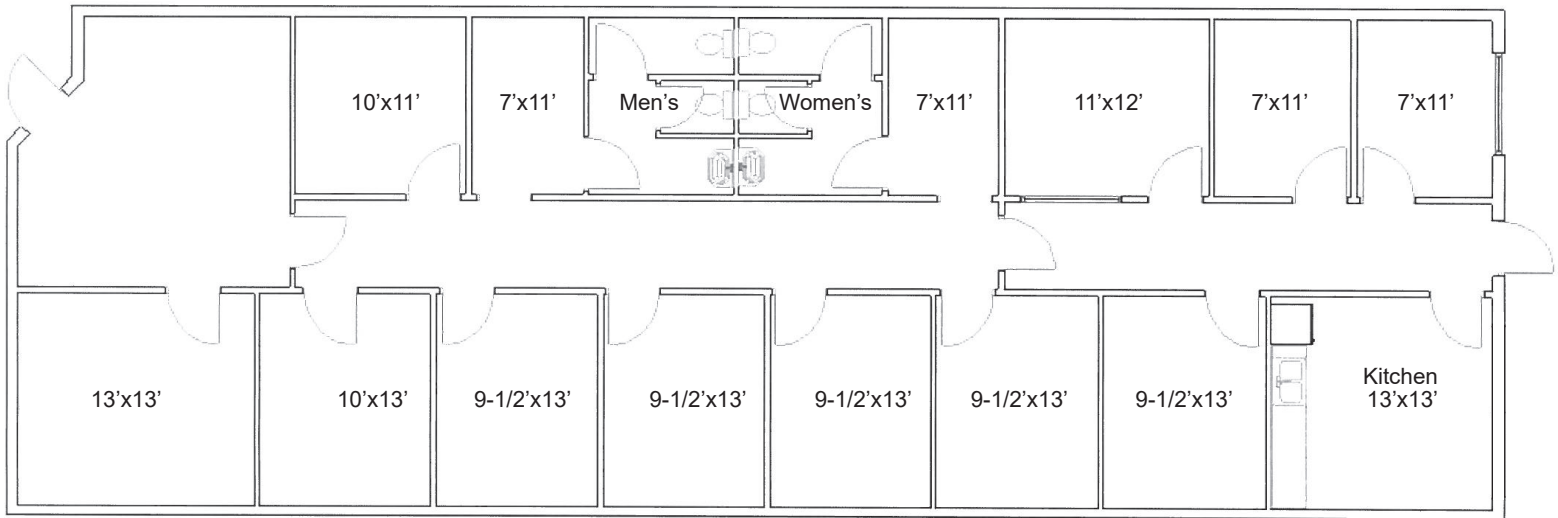 10’x11’
7’x11’
Men’s
Women’s
7’x11’
11’x12’
7’x11’
7’x11’
13’x13’
10’x13’
9-1/2’x13’
9-1/2’x13’
9-1/2’x13’
9-1/2’x13’
9-1/2’x13’
Kitchen
13’x13’